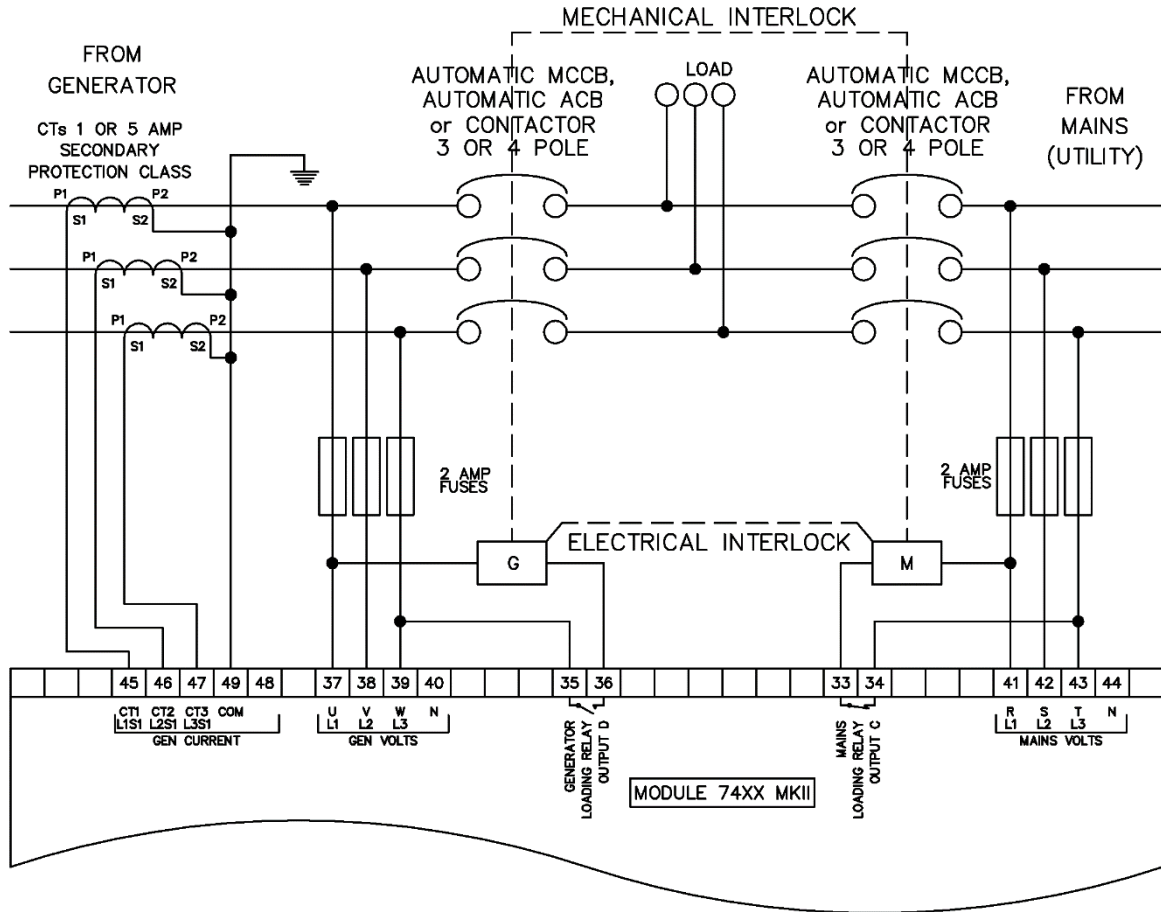 MECHANICAL INTERLOCK
FROM
GENERATOR
CTs 1 OR 5 AMP
SECONDARY
PROTECTION CLASS
AUTOMATIC MCCB,
AUTOMATIC ACB
or CONTACTOR
3 OR 4 POLE
LOAD
AUTOMATIC MCCB,
AUTOMATIC ACB
or CONTACTOR
3 OR 4 POLE
FROM
MAINS
(UTILITY)
P1 P2
S1 S2
P1 P2
S1 S2
P1 P2
S1 S2
2 AMP
FUSES
2 AMP
FUSES
ELECTRICAL INTERLOCK
G
M
45 46 47 49 48 37 38 39 40 35 36 33 34 41 42 43 44
CT1 CT2 CT3 COM
L1S1 L2S1 L3S1
GEN CURRENT
U V W N
L1 L2 L3
GEN VOLTS
GENERATOR
LOADING RELAY
OUTPUT D
MAINS
LOADING RELAY
OUTPUT C
R S T N
L1 L2 L3
MAINS VOLTS
MODULE 74XX MKII